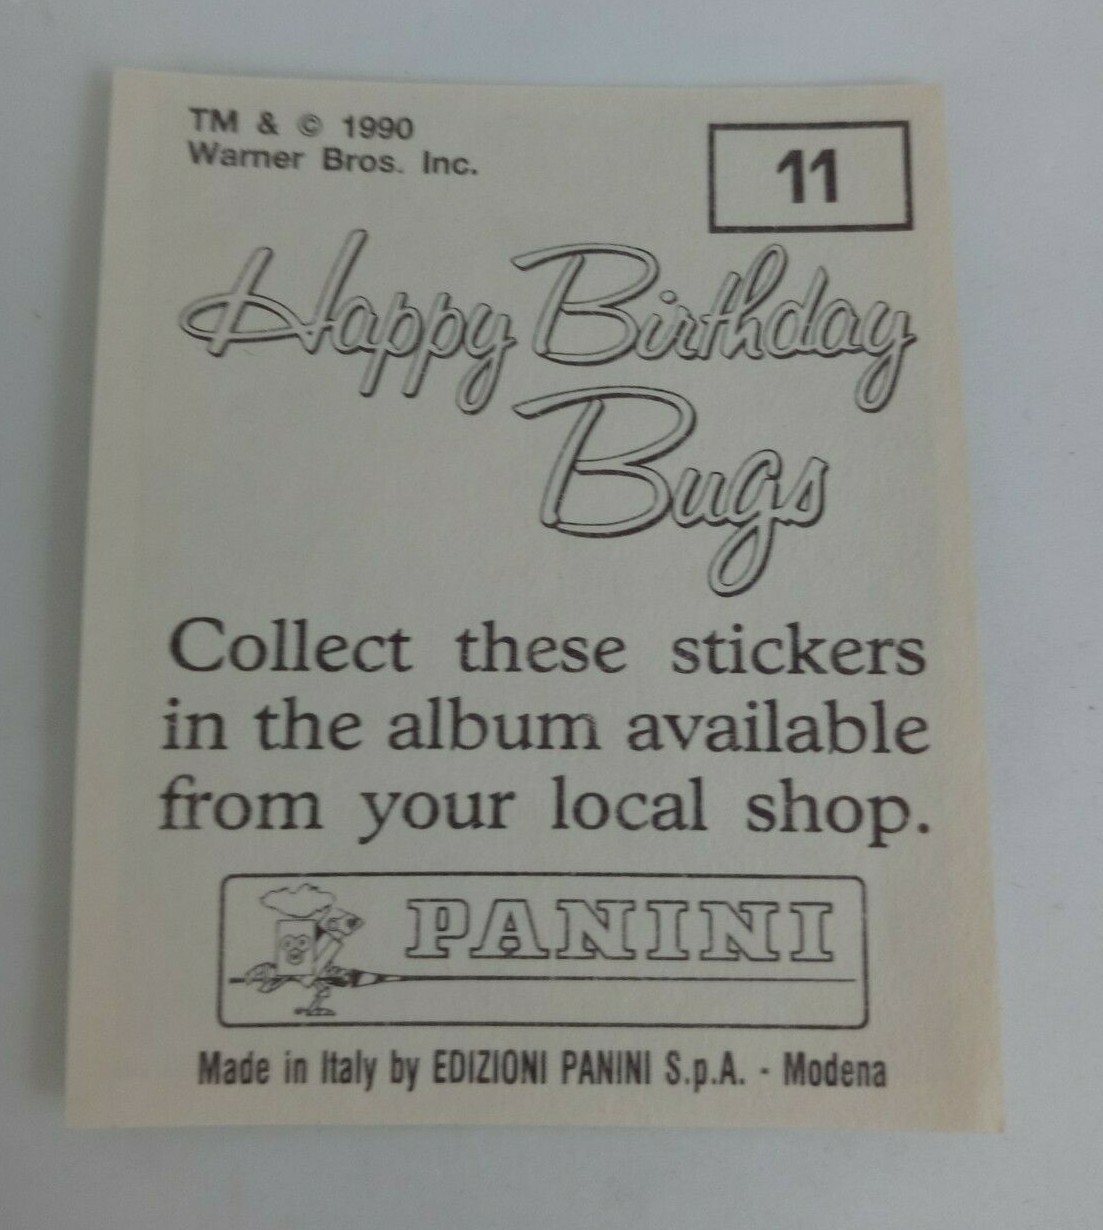 TM & © 1990
Warner Bros. Inc.
11
Happy Birthday
Bugs
Collect these stickers
in the album available
from your local shop.
PANINI
Made in Italy by EDIZIONI PANINI S.p.A. - Modena